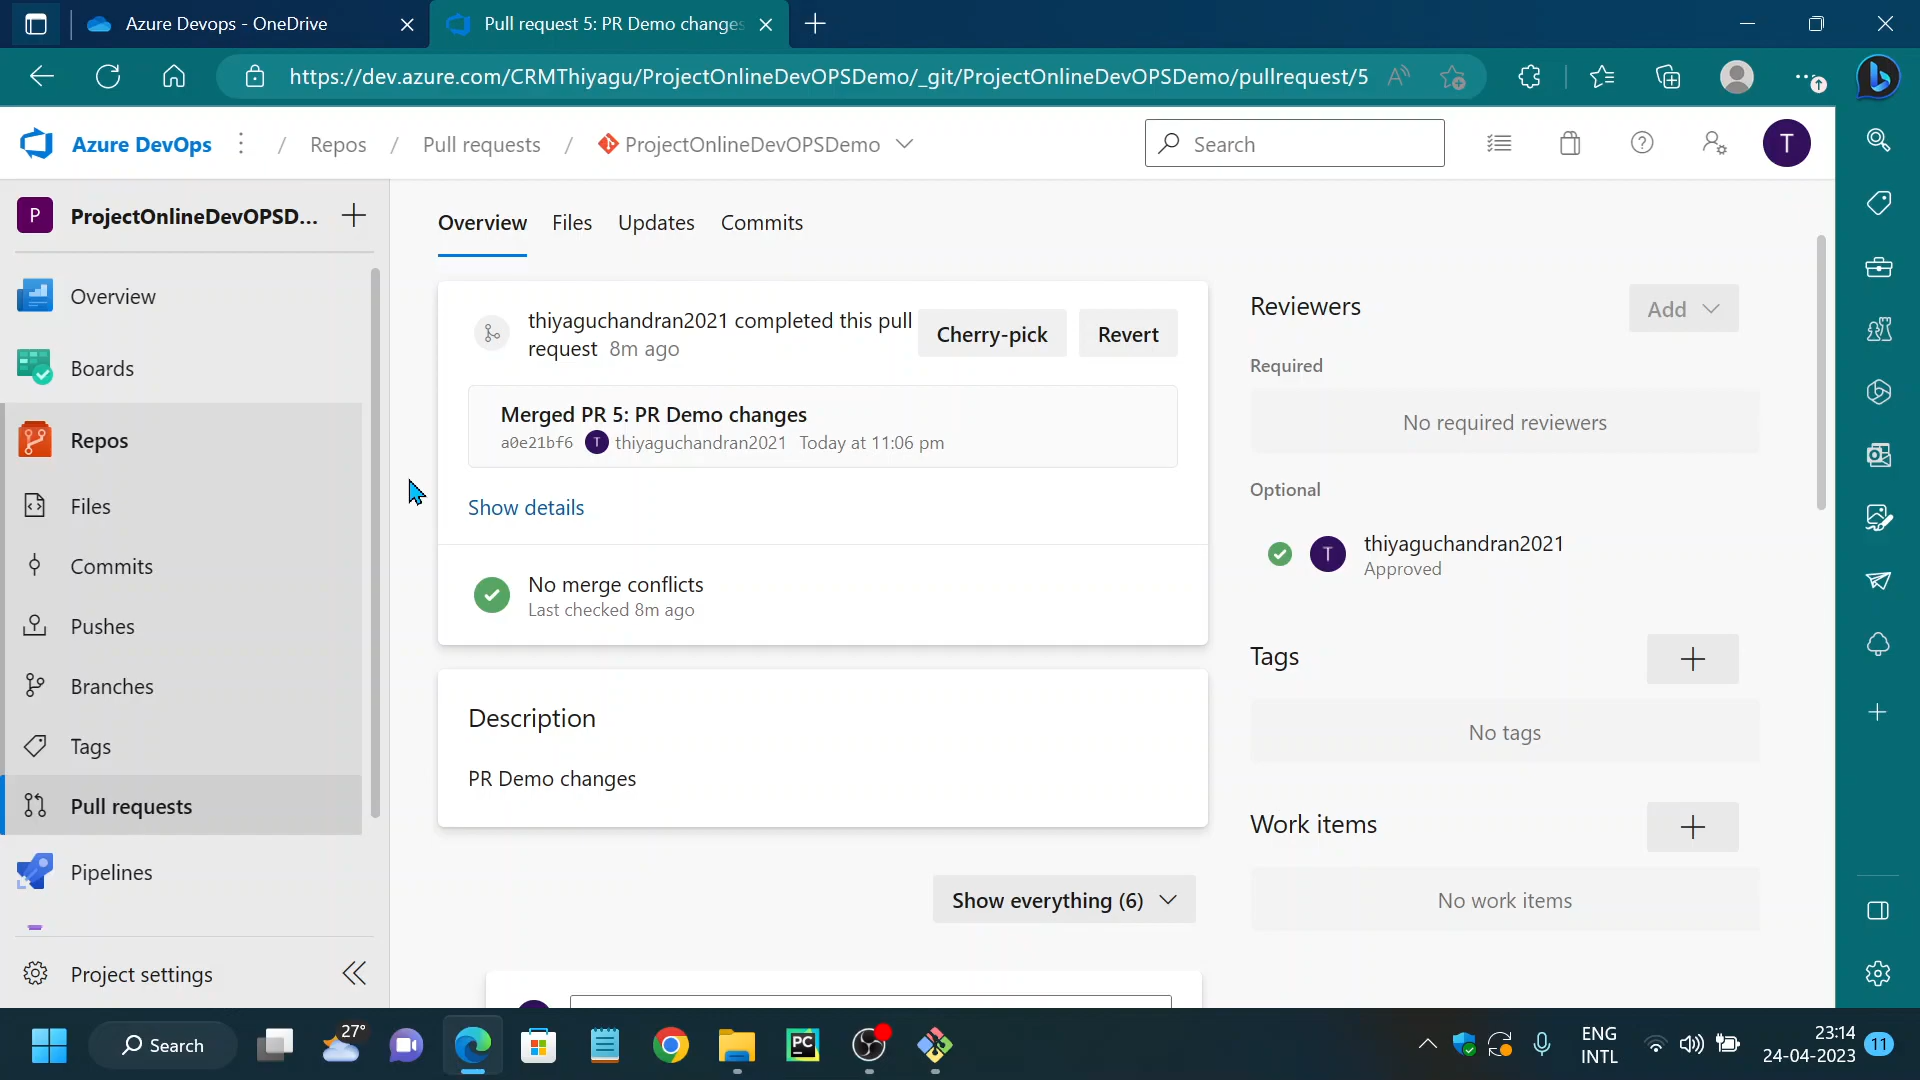 Azure Devops - OneDrive
Pull request 5: PR Demo changes
https://dev.azure.com/CRMThiyagu/ProjectOnlineDevOPSDemo/_git/ProjectOnlineDevOPSDemo/pullrequest/5
Azure DevOps / Repos / Pull requests / ProjectOnlineDevOPSDemo
Search
T
P ProjectOnlineDevOPSD...
Overview
Boards
Repos
Files
Commits
Pushes
Branches
Tags
Pull requests
Pipelines
Project settings
Overview Files Updates Commits
thiyaguchandran2021 completed this pull
request 8m ago
Cherry-pick
Revert
Merged PR 5: PR Demo changes
a0e21bf6 T thiyaguchandran2021 Today at 11:06 pm
Show details
No merge conflicts
Last checked 8m ago
Description
PR Demo changes
Show everything (6)
Reviewers
Add
Required
No required reviewers
Optional
T thiyaguchandran2021
Approved
Tags
No tags
Work items
No work items
Search
27°
PC
ENG
INTL
23:14
24-04-2023
11